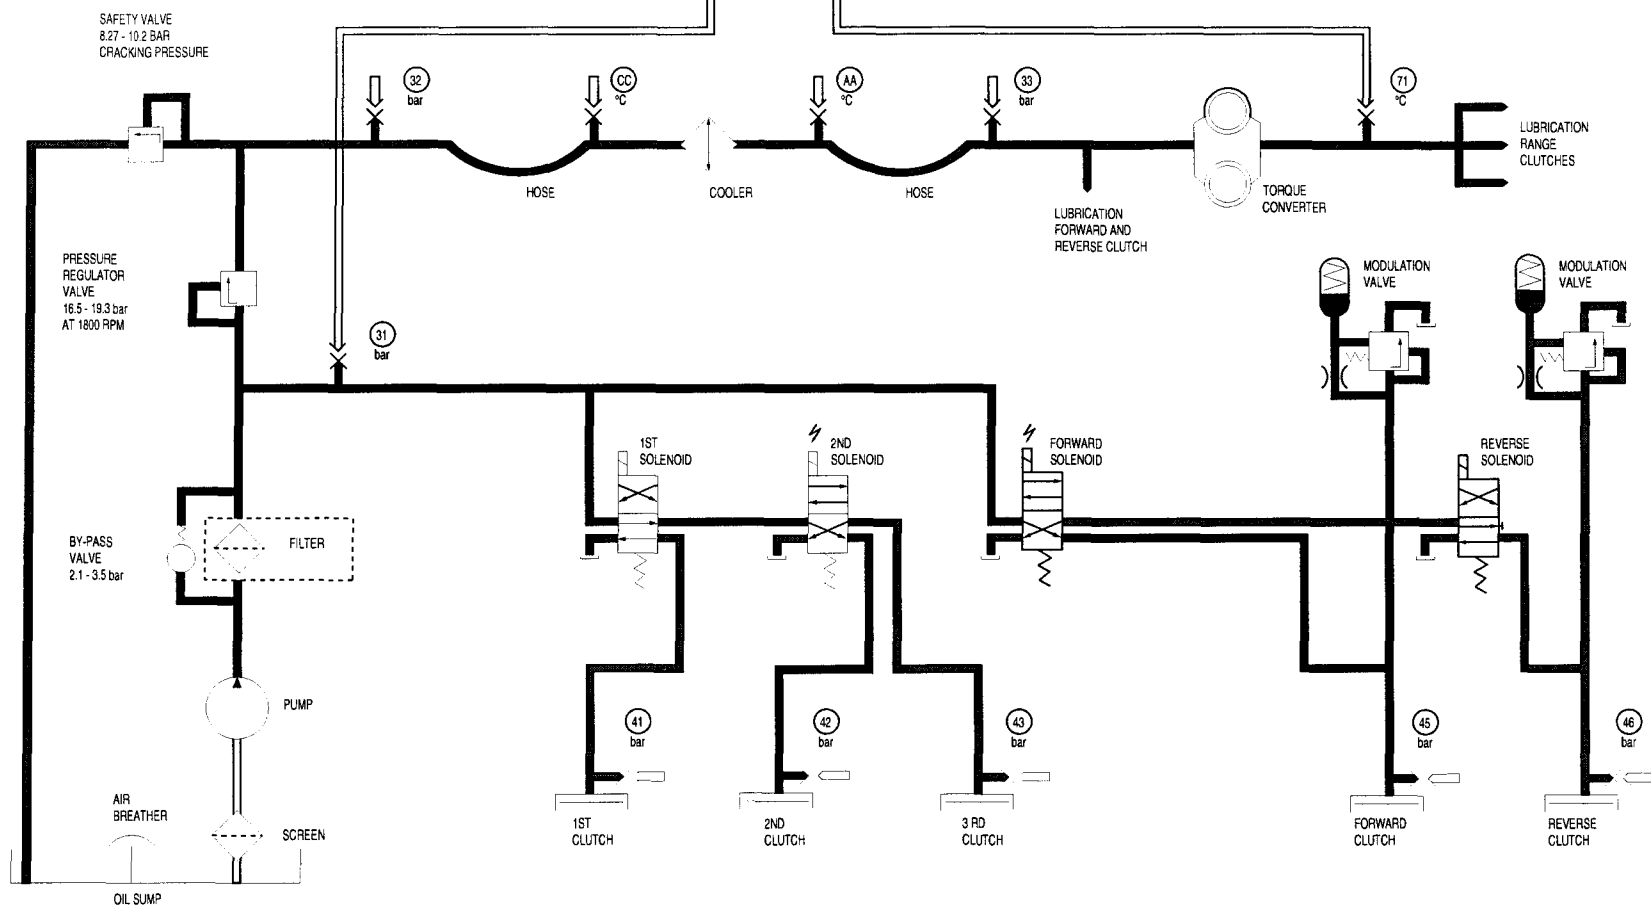 SAFETY VALVE
8.27 - 10.2 BAR
CRACKING PRESSURE
32
bar
CC
°C
AA
°C
33
bar
71
°C
LUBRICATION
RANGE
CLUTCHES
HOSE
COOLER
HOSE
TORQUE
CONVERTER
LUBRICATION
FORWARD AND
REVERSE CLUTCH
PRESSURE
REGULATOR
VALVE
16.5 - 19.3 bar
AT 1800 RPM
31
bar
MODULATION
VALVE
MODULATION
VALVE
1ST
SOLENOID
2ND
SOLENOID
FORWARD
SOLENOID
REVERSE
SOLENOID
BY-PASS
VALVE
2.1 - 3.5 bar
FILTER
PUMP
41
bar
42
bar
43
bar
45
bar
46
bar
AIR
BREATHER
SCREEN
1ST
CLUTCH
2ND
CLUTCH
3 RD
CLUTCH
FORWARD
CLUTCH
REVERSE
CLUTCH
OIL SUMP